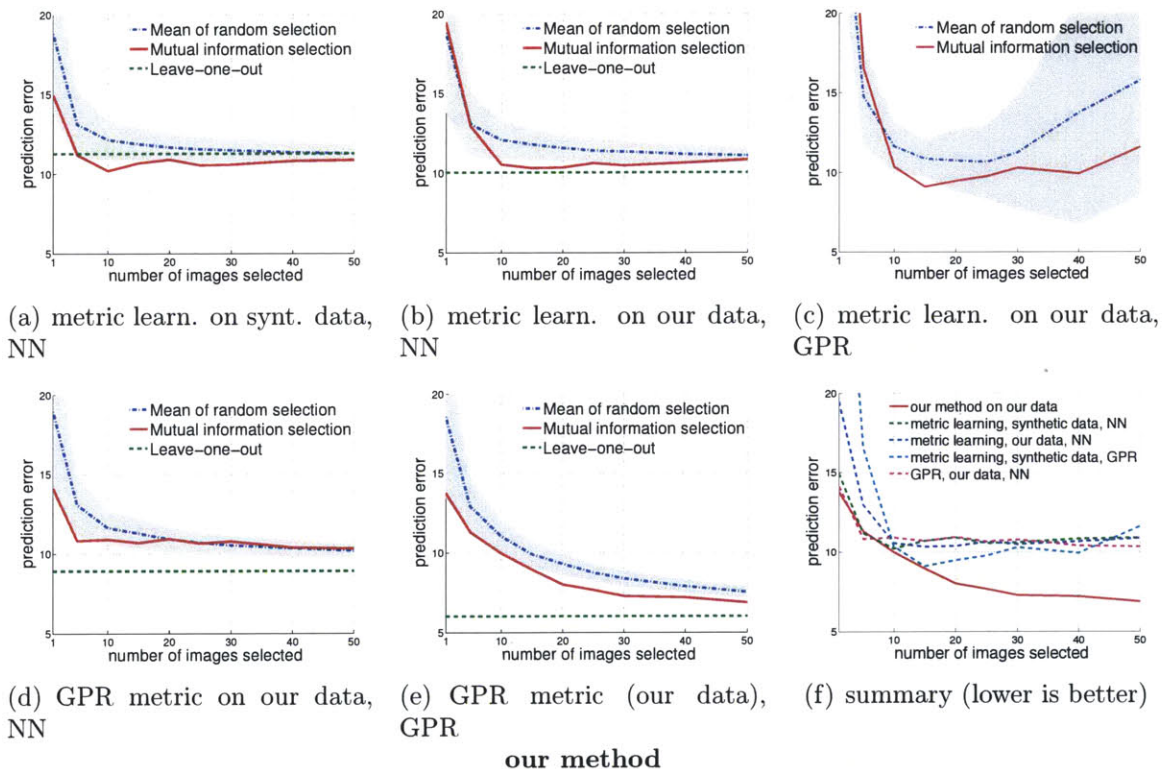 20
15
10
5
1 10 20 30 40 50
prediction error
number of images selected
Mean of random selection
Mutual information selection
Leave-one-out
(a) metric learn. on synt. data,
NN
20
15
10
5
1 10 20 30 40 50
prediction error
number of images selected
Mean of random selection
Mutual information selection
Leave-one-out
(b) metric learn. on our data,
NN
20
15
10
5
1 10 20 30 40 50
prediction error
number of images selected
Mean of random selection
Mutual information selection
(c) metric learn. on our data,
GPR
20
15
10
5
1 10 20 30 40 50
prediction error
number of images selected
Mean of random selection
Mutual information selection
Leave-one-out
(d) GPR metric on our data,
NN
20
15
10
5
1 10 20 30 40 50
prediction error
number of images selected
Mean of random selection
Mutual information selection
Leave-one-out
(e) GPR metric (our data),
GPR
our method
20
15
10
5
1 10 20 30 40 50
prediction error
number of images selected
our method on our data
metric learning, synthetic data, NN
metric learning, our data, NN
metric learning, synthetic data, GPR
GPR, our data, NN
(f) summary (lower is better)